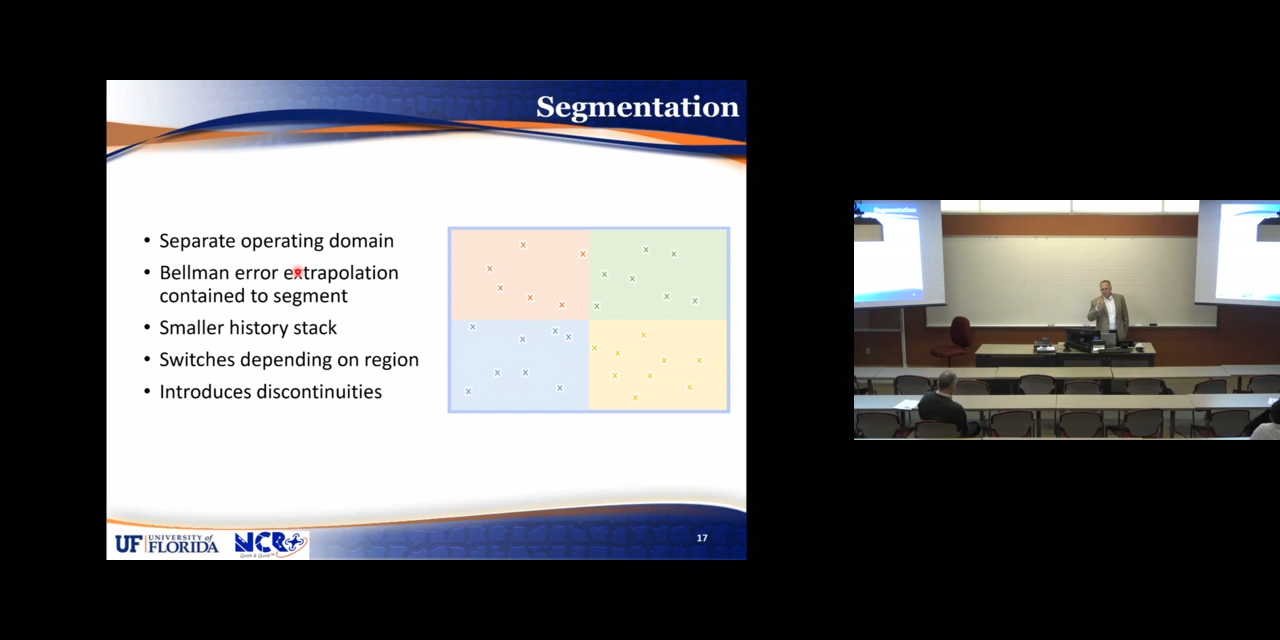 Segmentation
• Separate operating domain
• Bellman error extrapolation
contained to segment
• Smaller history stack
• Switches depending on region
• Introduces discontinuities
UF UNIVERSITY of
FLORIDA
NCR
17
Segmentation